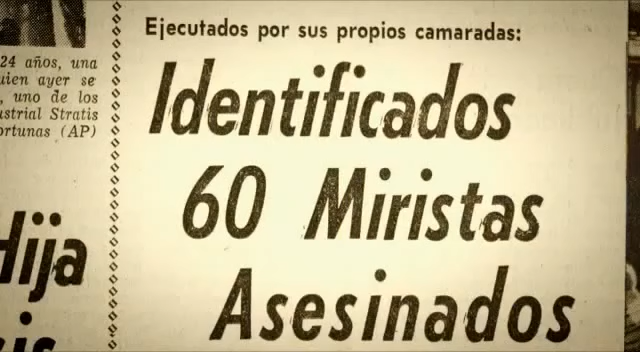 24 años, una
uien ayer se
, uno de los
ustrial Stratis
ortunas (AP)
Hija
Ejecutados por sus propios camaradas:
Identificados
60 Miristas
Asesinados